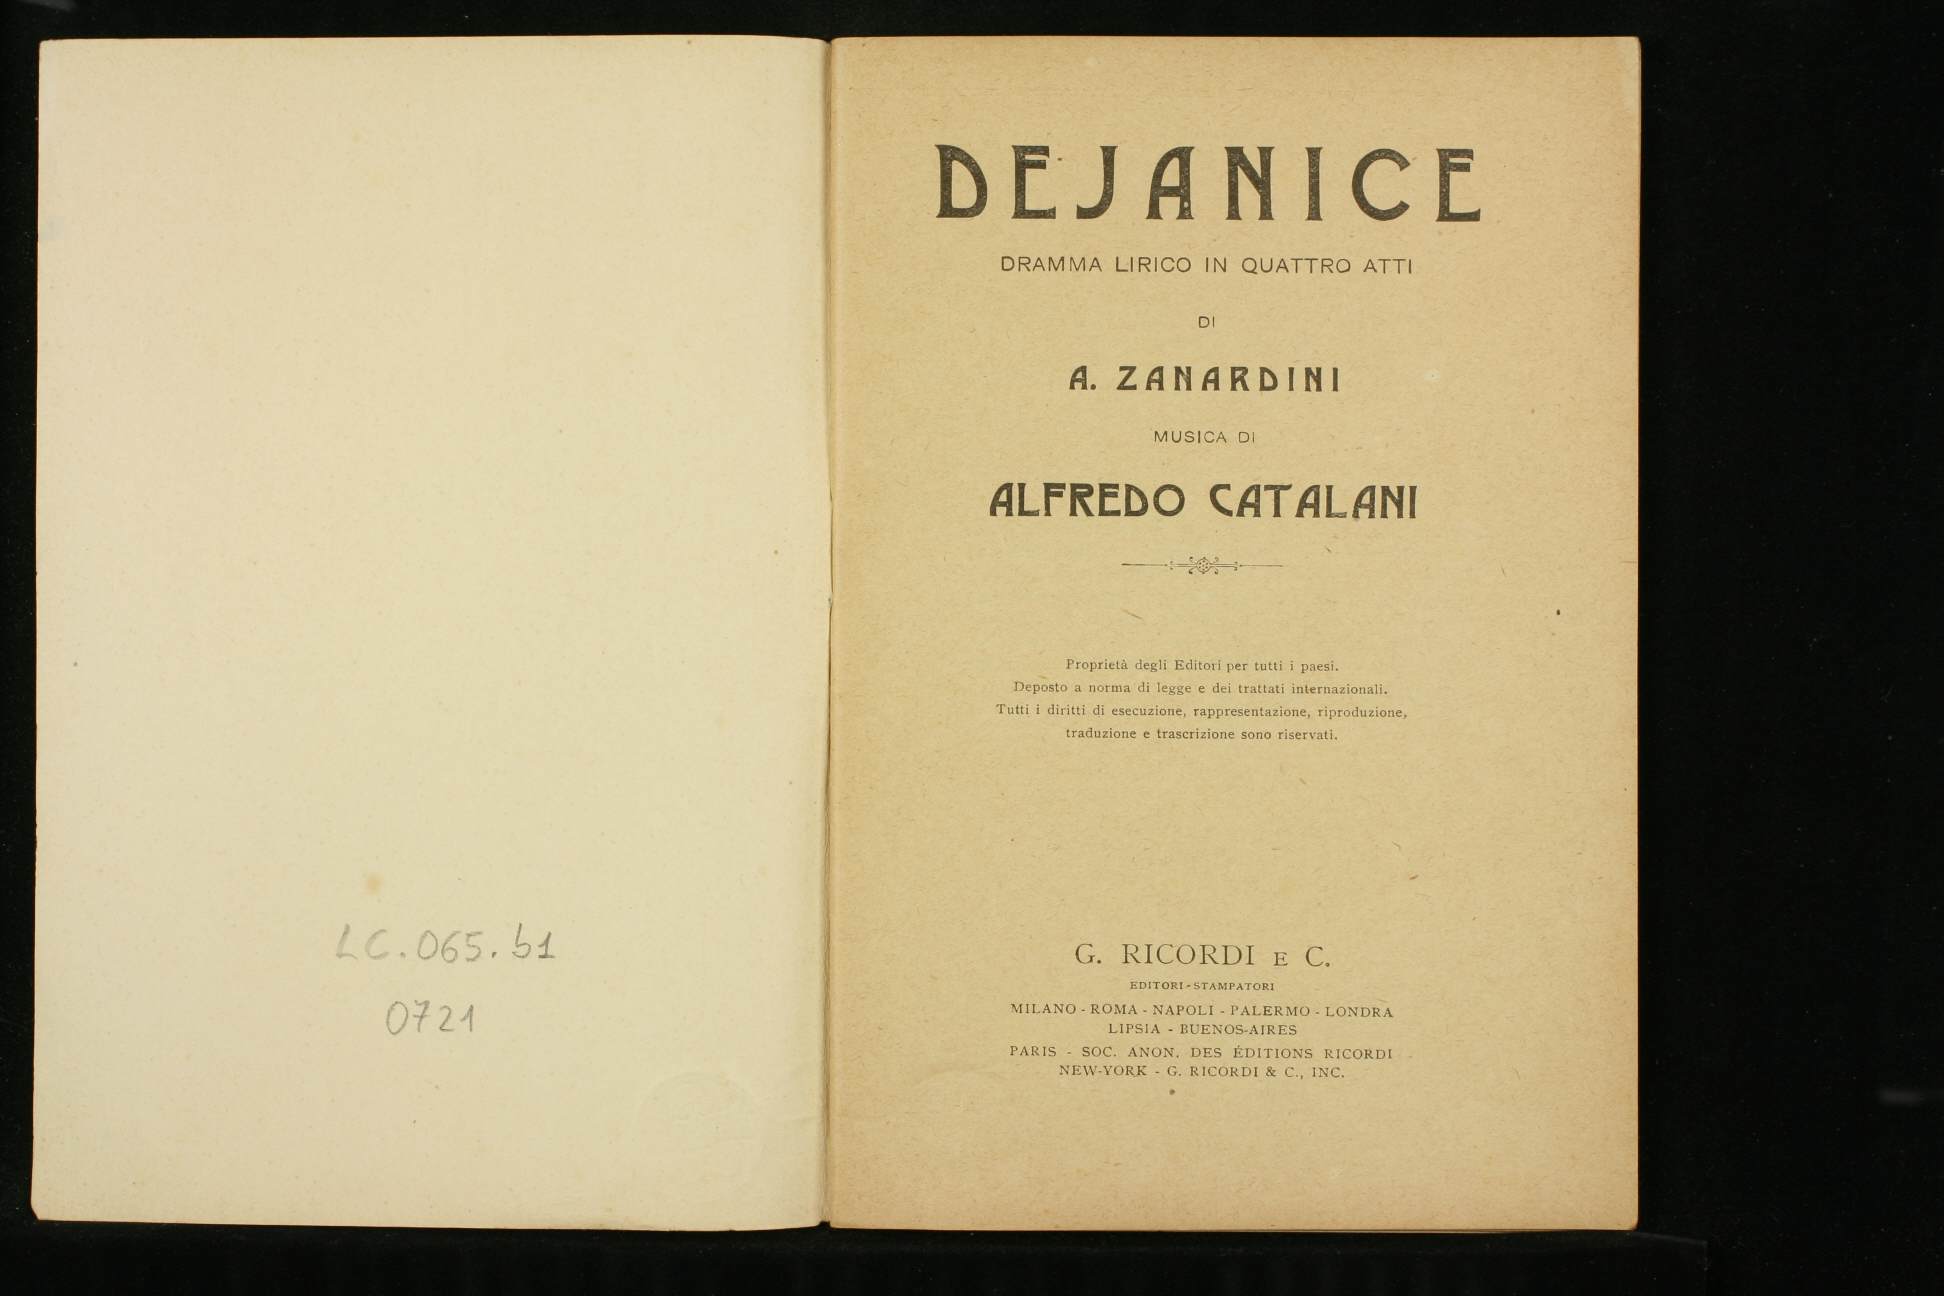 LC.065.b1
0721
DEJANICE
DRAMMA LIRICO IN QUATTRO ATTI
DI
A. ZANARDINI
MUSICA DI
ALFREDO CATALANI
Proprietà degli Editori per tutti i paesi.
Deposto a norma di legge e dei trattati internazionali.
Tutti i diritti di esecuzione, rappresentazione, riproduzione,
traduzione e trascrizione sono riservati.
G. RICORDI E C.
EDITORI-STAMPATORI
MILANO - ROMA - NAPOLI - PALERMO - LONDRA
LIPSIA - BUENOS-AIRES
PARIS - SOC. ANON. DES ÉDITIONS RICORDI
NEW-YORK - G. RICORDI & C., INC.